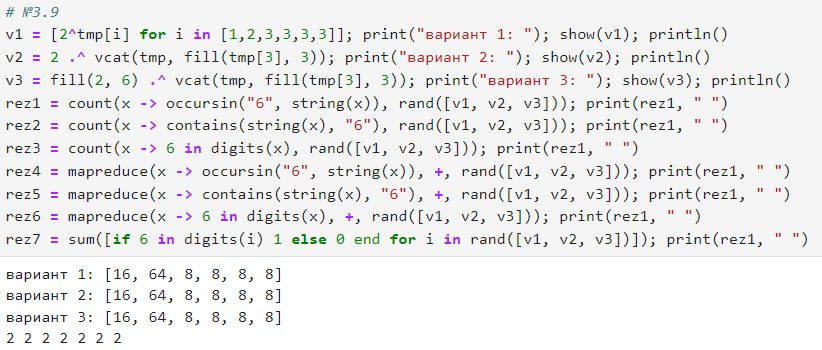 # №3.9
v1 = [2^tmp[i] for i in [1,2,3,3,3,3]]; print("вариант 1: "); show(v1); println()
v2 = 2 .^ vcat(tmp, fill(tmp[3], 3)); print("вариант 2: "); show(v2); println()
v3 = fill(2, 6) .^ vcat(tmp, fill(tmp[3], 3)); print("вариант 3: "); show(v3); println()
rez1 = count(x -> occursin("6", string(x)), rand([v1, v2, v3])); print(rez1, " ")
rez2 = count(x -> contains(string(x), "6"), rand([v1, v2, v3])); print(rez1, " ")
rez3 = count(x -> 6 in digits(x), rand([v1, v2, v3])); print(rez1, " ")
rez4 = mapreduce(x -> occursin("6", string(x)), +, rand([v1, v2, v3])); print(rez1, " ")
rez5 = mapreduce(x -> contains(string(x), "6"), +, rand([v1, v2, v3])); print(rez1, " ")
rez6 = mapreduce(x -> 6 in digits(x), +, rand([v1, v2, v3])); print(rez1, " ")
rez7 = sum([if 6 in digits(i) 1 else 0 end for i in rand([v1, v2, v3])]); print(rez1, " ")
вариант 1: [16, 64, 8, 8, 8, 8]
вариант 2: [16, 64, 8, 8, 8, 8]
вариант 3: [16, 64, 8, 8, 8, 8]
2 2 2 2 2 2 2